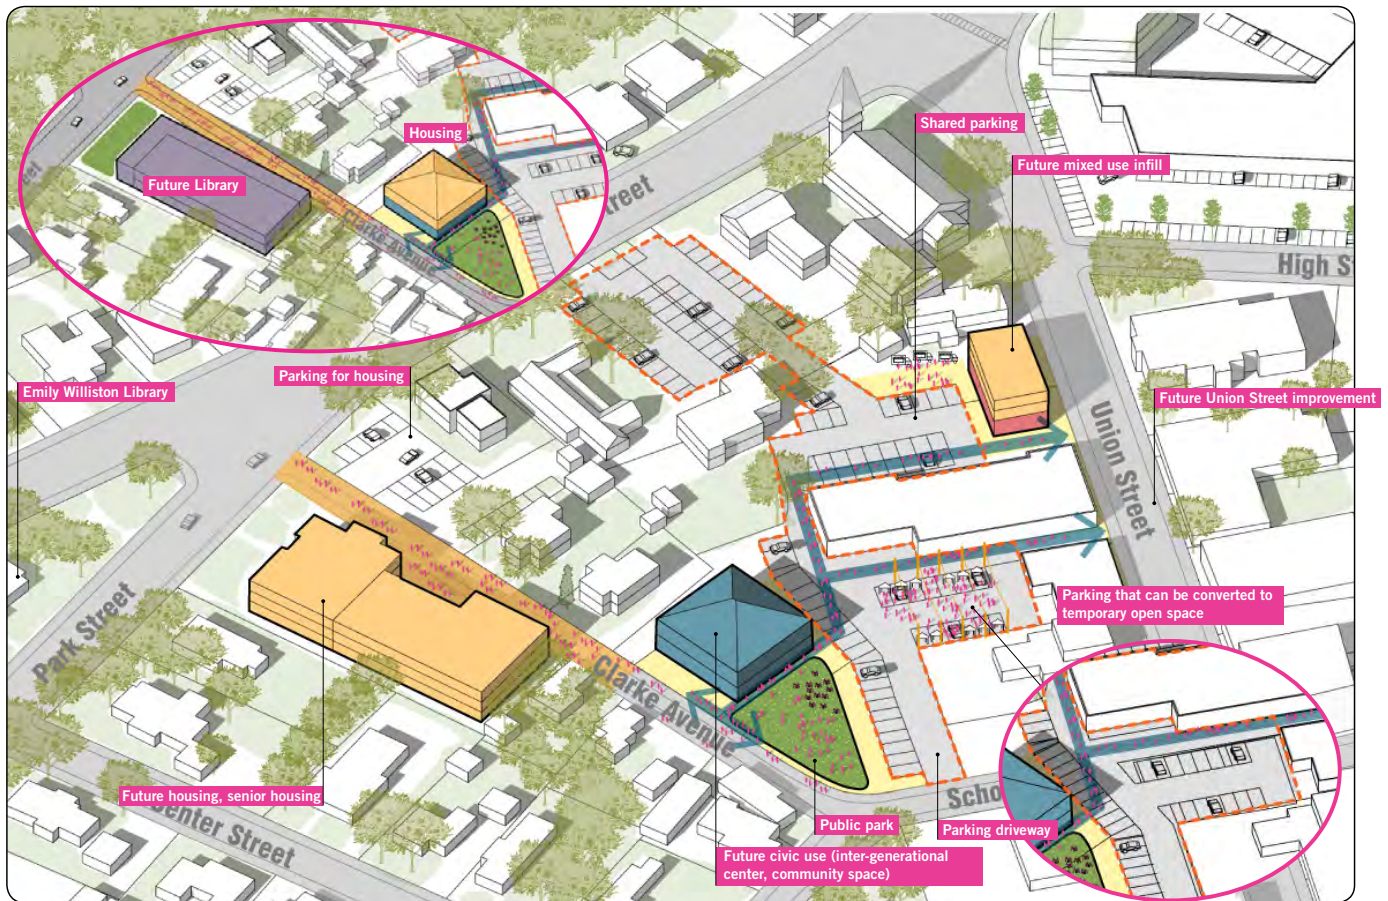 Shared parking
Housing
Future mixed use infill
Future Library
Street
Clarke Avenue
High S
Parking for housing
Emily Williston Library
Future Union Street improvement
Union Street
Parking that can be converted to
temporary open space
Park Street
Clarke Avenue
Future housing, senior housing
Center Street
Scho
Public park
Parking driveway
Future civic use (inter-generational
center, community space)